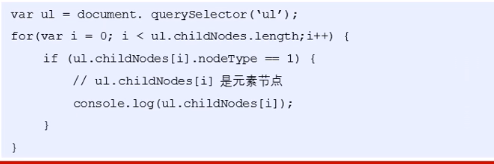 var ul = document. querySelector(‘ul’);
for(var i = 0; i < ul.childNodes.length;i++) {
if (ul.childNodes[i].nodeType == 1) {
// ul.childNodes[i] 是元素节点
console.log(ul.childNodes[i]);
}
}